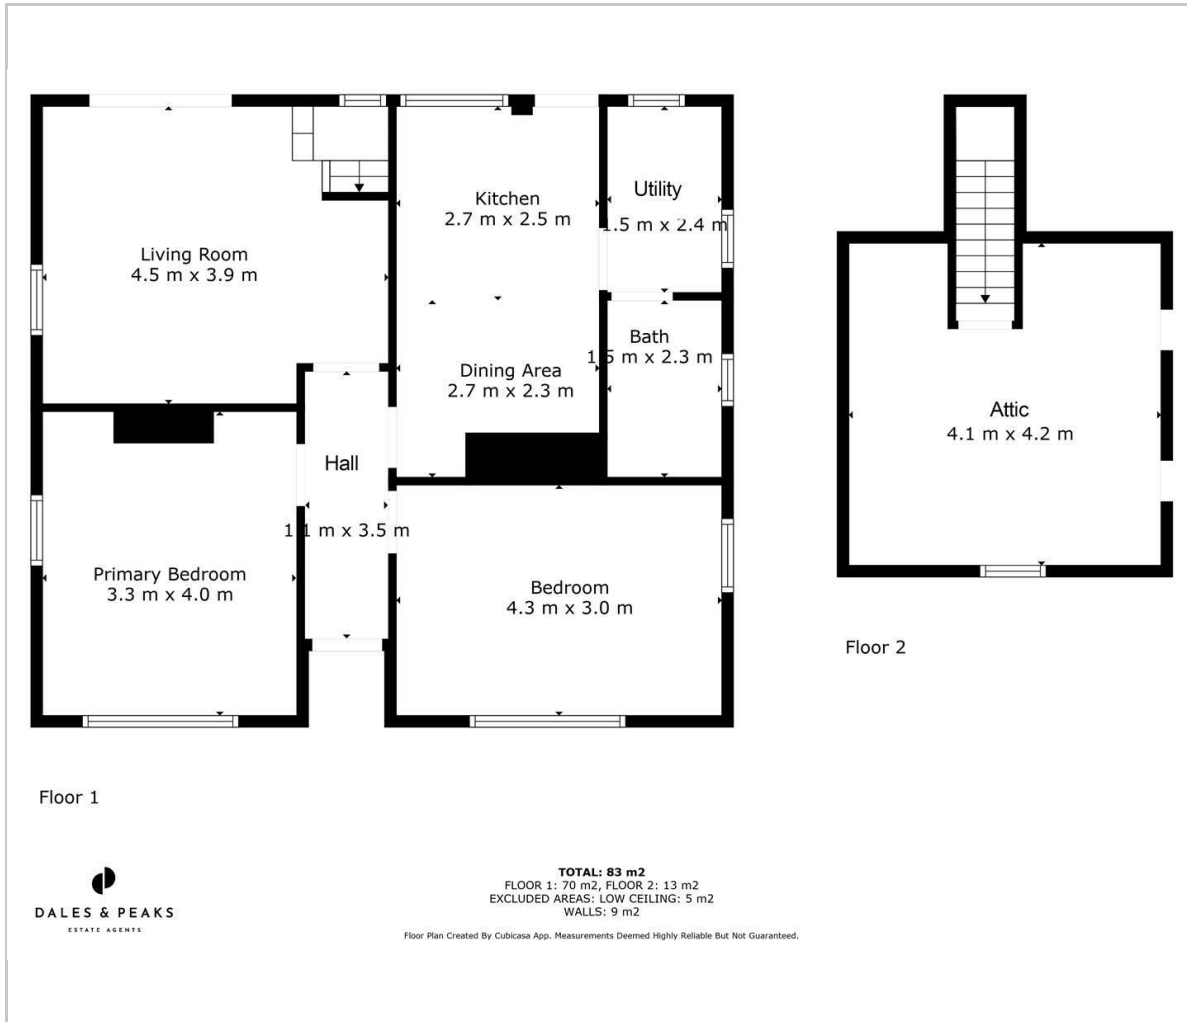 Kitchen
2.7 m x 2.5 m
Utility
1.5 m x 2.4 m
Living Room
4.5 m x 3.9 m
Bath
1.5 m x 2.3 m
Dining Area
2.7 m x 2.3 m
Attic
4.1 m x 4.2 m
Hall
1.1 m x 3.5 m
Primary Bedroom
3.3 m x 4.0 m
Bedroom
4.3 m x 3.0 m
Floor 2
Floor 1
DALES & PEAKS
ESTATE AGENTS
TOTAL: 83 m2
FLOOR 1: 70 m2, FLOOR 2: 13 m2
EXCLUDED AREAS: LOW CEILING: 5 m2
WALLS: 9 m2
Floor Plan Created By Cubicasa App. Measurements Deemed Highly Reliable But Not Guaranteed.